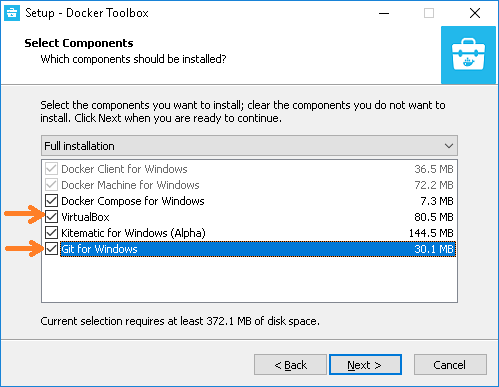 Setup - Docker Toolbox
Select Components
Which components should be installed?
Select the components you want to install; clear the components you do not want to
install. Click Next when you are ready to continue.
Full installation
Docker Client for Windows 36.5 MB
Docker Machine for Windows 72.2 MB
Docker Compose for Windows 7.3 MB
VirtualBox 80.5 MB
Kitematic for Windows (Alpha) 144.5 MB
Git for Windows 30.1 MB
Current selection requires at least 372.1 MB of disk space.
< Back Next > Cancel